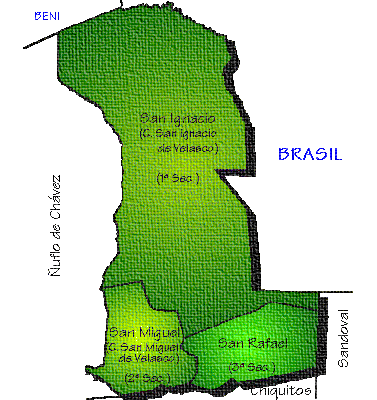 BENI
San Ignacio
(C. San Ignacio
de Velasco)
(1ª Sec.)
BRASIL
Ñuflo de Chávez
San Miguel
(C. San Miguel
de Velasco)
(2ª Sec.)
San Rafael
(3ª Sec.)
Sandoval
Chiquitos